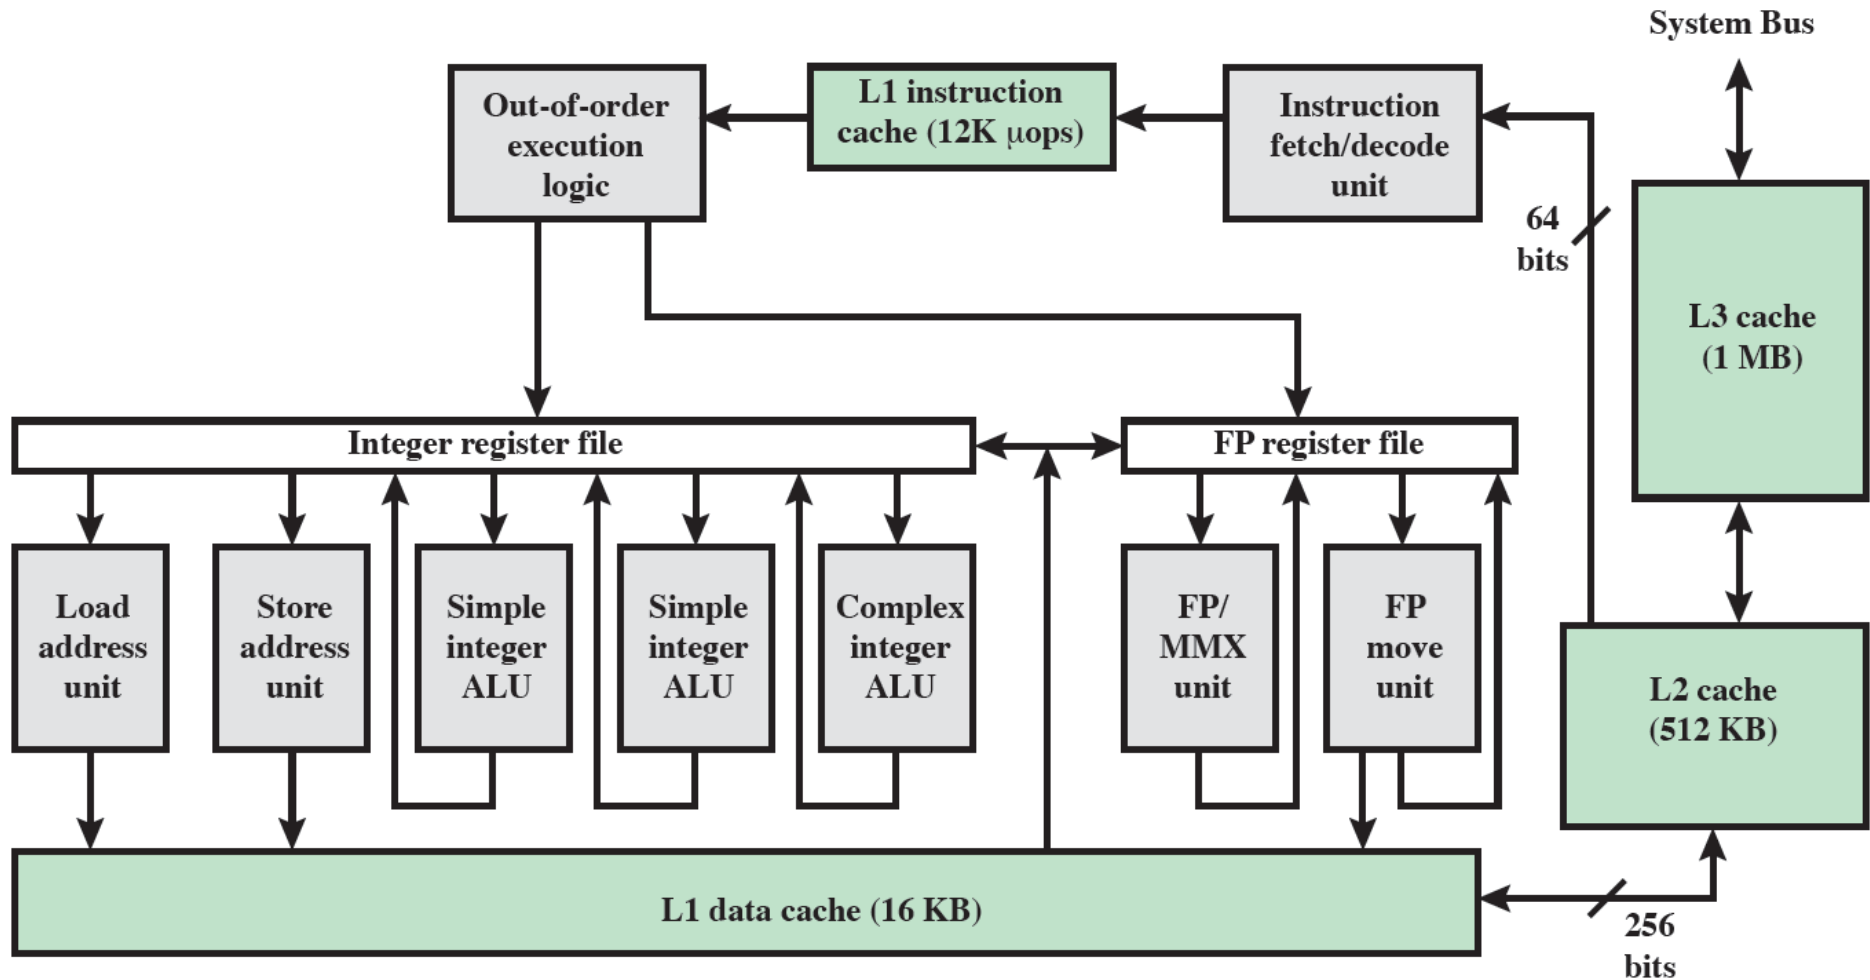 System Bus
Out-of-order
execution
logic
L1 instruction
cache (12K μops)
Instruction
fetch/decode
unit
64
bits
L3 cache
(1 MB)
Integer register file
FP register file
Load
address
unit
Store
address
unit
Simple
integer
ALU
Simple
integer
ALU
Complex
integer
ALU
FP/
MMX
unit
FP
move
unit
L2 cache
(512 KB)
L1 data cache (16 KB)
256
bits